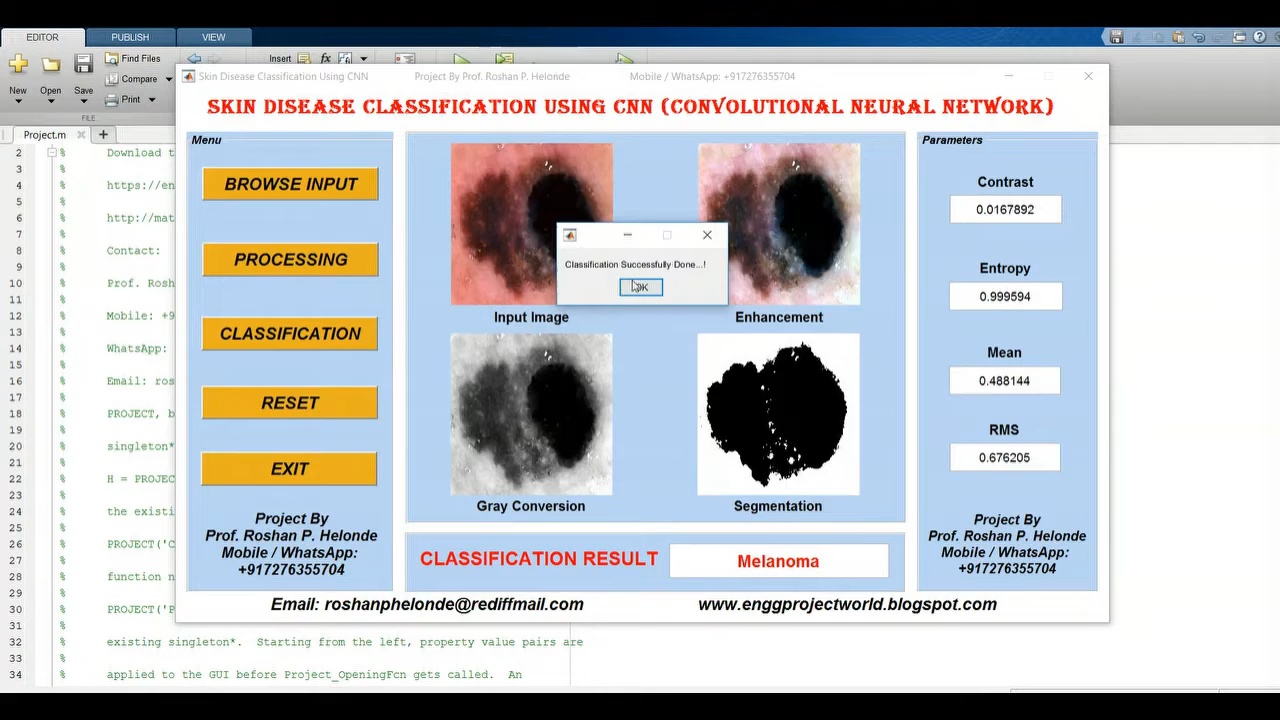 EDITOR
PUBLISH
VIEW
New
Open
Save
Find Files
Compare
Print
Insert
fx
FILE
Project.m
2 % Download t
3 %
4 % https://en
5 %
6 % http://mat
7 %
8 % Contact:
9 %
10 % Prof. Rosh
11 %
12 % Mobile: +9
13 %
14 % WhatsApp:
15 %
16 % Email: ros
17 %
18 % PROJECT, b
19 %
20 % singleton*
21 %
22 % H = PROJEC
23 %
24 % the existi
25 %
26 % PROJECT('C
27 %
28 % function n
29 %
30 % PROJECT('P
31 %
32 % existing singleton*. Starting from the left, property value pairs are
33 %
34 % applied to the GUI before Project_OpeningFcn gets called. An
Skin Disease Classification Using CNN Project By Prof. Roshan P. Helonde Mobile / WhatsApp: +917276355704
SKIN DISEASE CLASSIFICATION USING CNN (CONVOLUTIONAL NEURAL NETWORK)
Menu
BROWSE INPUT
PROCESSING
CLASSIFICATION
RESET
EXIT
Project By
Prof. Roshan P. Helonde
Mobile / WhatsApp:
+917276355704
Classification Successfully Done...!
OK
Input Image
Enhancement
Gray Conversion
Segmentation
CLASSIFICATION RESULT
Melanoma
Parameters
Contrast
0.0167892
Entropy
0.999594
Mean
0.488144
RMS
0.676205
Project By
Prof. Roshan P. Helonde
Mobile / WhatsApp:
+917276355704
Email: roshanphelonde@rediffmail.com
www.enggprojectworld.blogspot.com